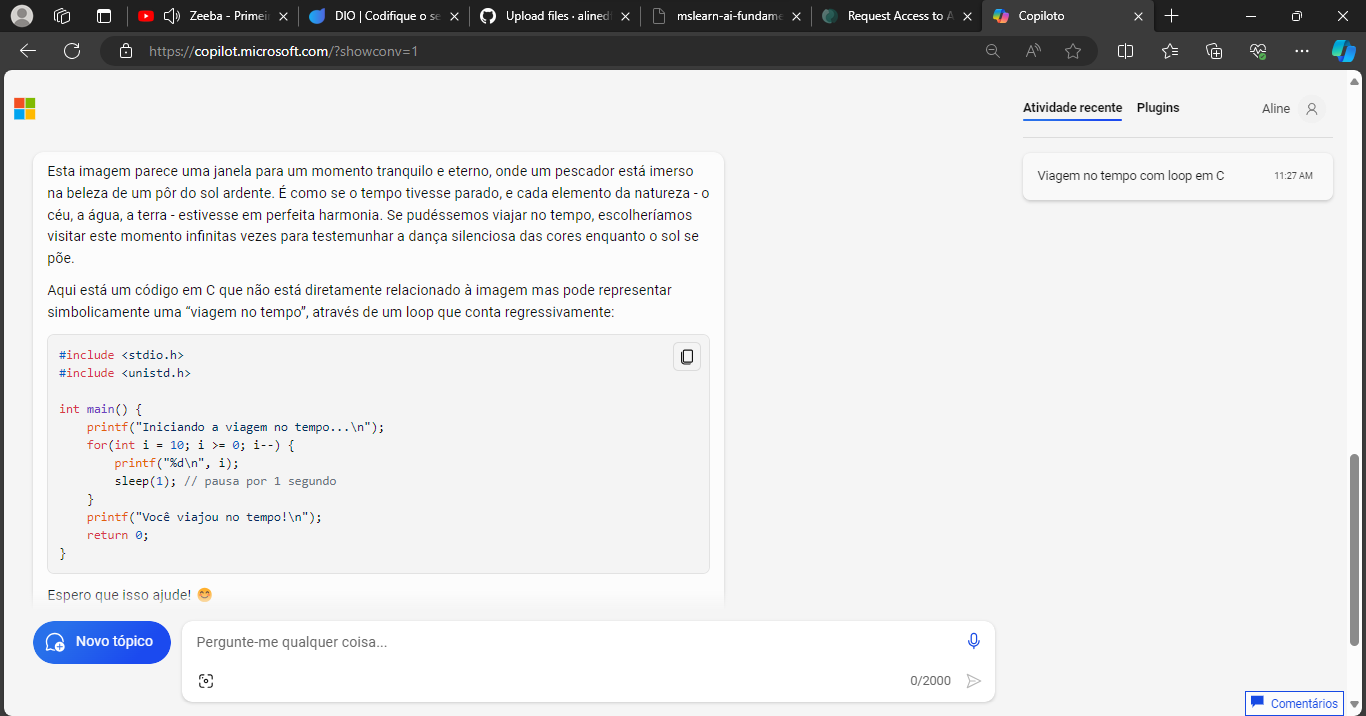 Zeeba - Primei
DIO | Codifique o se
Upload files · alinedi
mslearn-ai-fundame
Request Access to A
Copiloto
https://copilot.microsoft.com/?showconv=1
Atividade recente
Plugins
Aline
Viagem no tempo com loop em C
11:27 AM
Esta imagem parece uma janela para um momento tranquilo e eterno, onde um pescador está imerso
na beleza de um pôr do sol ardente. É como se o tempo tivesse parado, e cada elemento da natureza - o
céu, a água, a terra - estivesse em perfeita harmonia. Se pudéssemos viajar no tempo, escolheríamos
visitar este momento infinitas vezes para testemunhar a dança silenciosa das cores enquanto o sol se
põe.
Aqui está um código em C que não está diretamente relacionado à imagem mas pode representar
simbolicamente uma “viagem no tempo”, através de um loop que conta regressivamente:
#include <stdio.h>
#include <unistd.h>
int main() {
    printf("Iniciando a viagem no tempo...\n");
    for(int i = 10; i >= 0; i--) {
        printf("%d\n", i);
        sleep(1); // pausa por 1 segundo
    }
    printf("Você viajou no tempo!\n");
    return 0;
}
Espero que isso ajude! 😊
Novo tópico
Pergunte-me qualquer coisa...
0/2000
Comentários